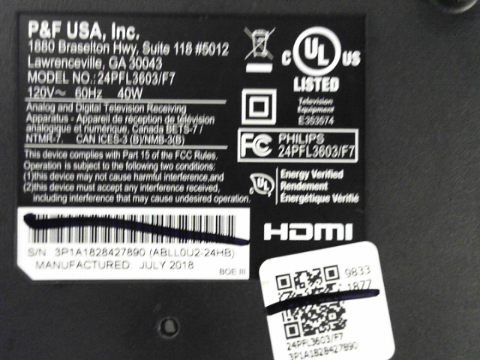 P&F USA, Inc.
1880 Braselton Hwy, Suite 118 #5012
Lawrenceville, GA 30043
MODEL NO.: 24PFL3603/F7
120V~ 60Hz 40W
Analog and Digital Television Receiving
Apparatus - Appareil de réception de télévision
analogique et numérique, Canada BETS-7 /
NTMR-7. CAN ICES-3 (B)/NMB-3(B)
This device complies with Part 15 of the FCC Rules.
Operation is subject to the following two conditions:
(1)this device may not cause harmful interference,and
(2)this device must accept any interference received,
including interference that may cause undesired operation.
C UL US
LISTED
Television
Equipment
E353574
FC PHILIPS
24PFL3603/F7
UL
Energy Verified
Rendement
Énergétique Vérifié
HDMI
S/N 3P1A1828427890 (ABLL0U2-24HB)
MANUFACTURED JULY 2018
BOE III
9833
1877
24PFL3603/F7
3P1A1828427890